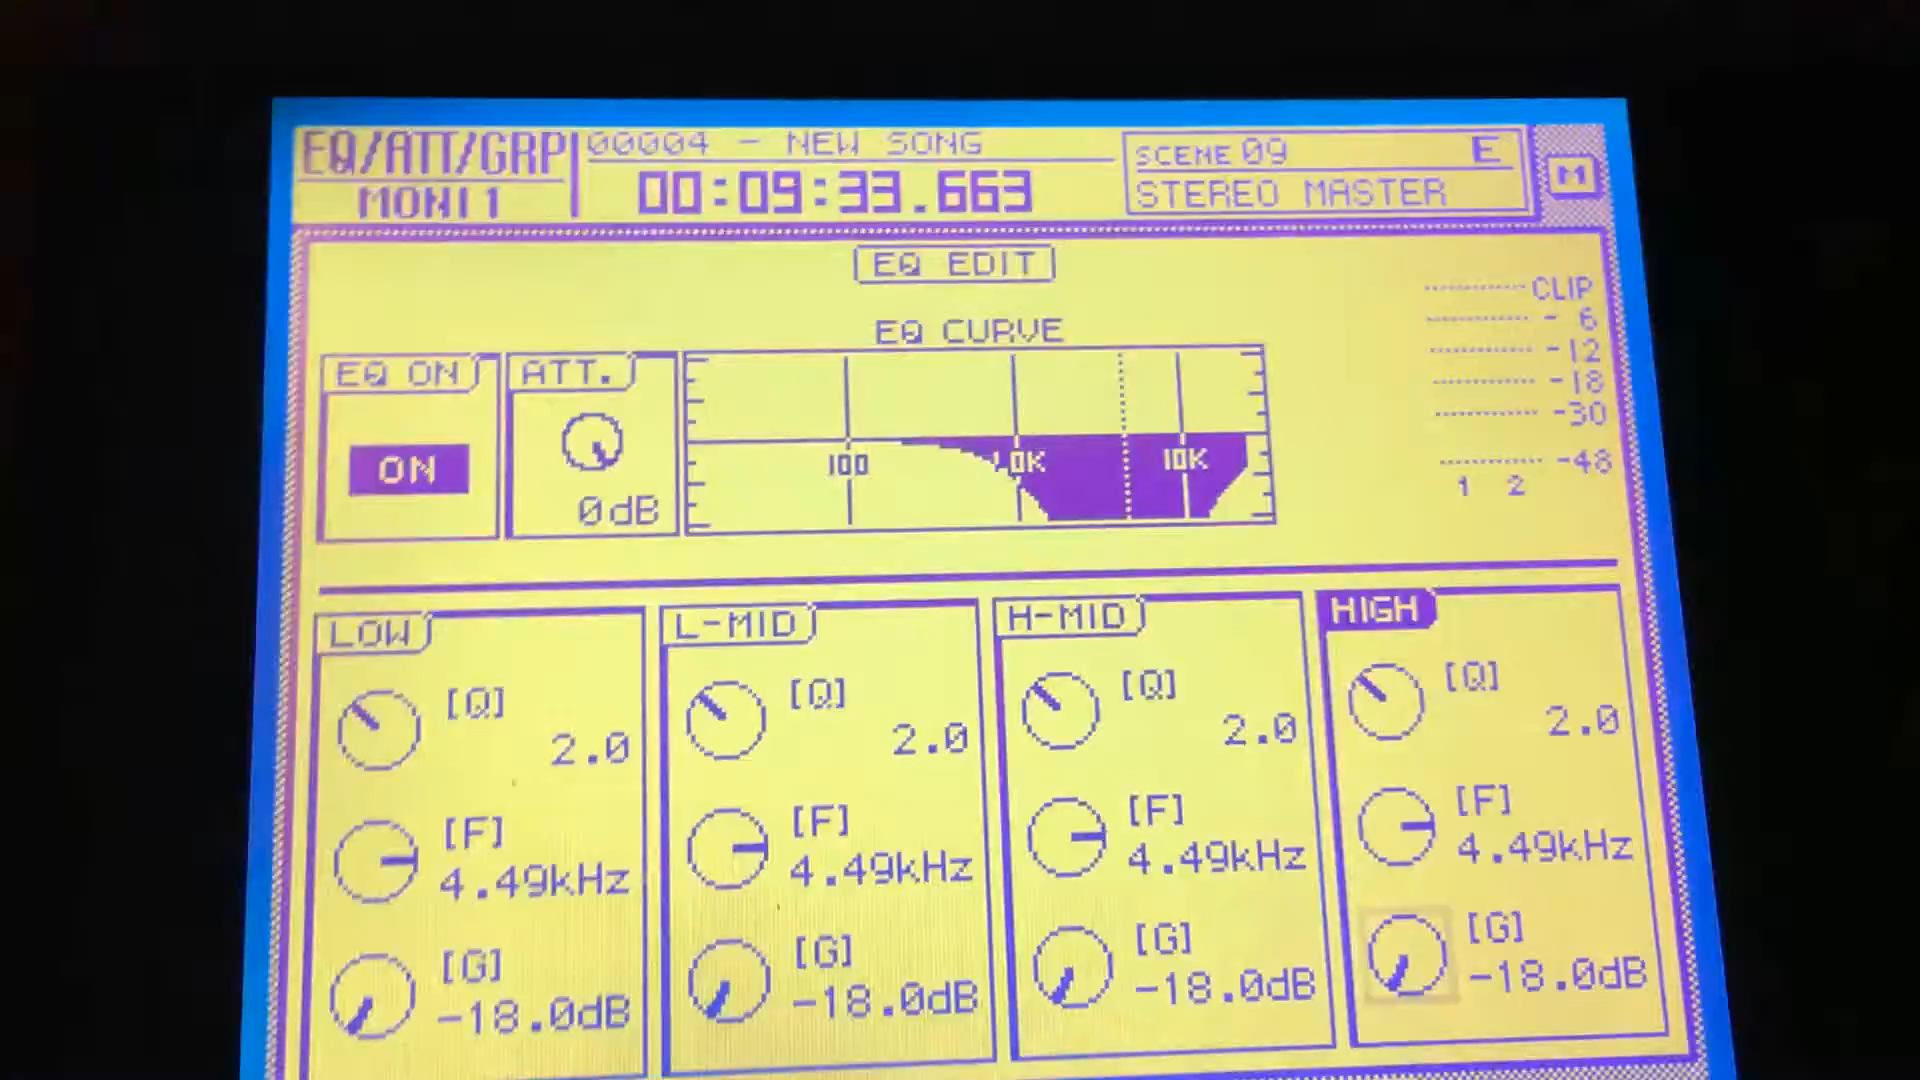 EQ/ATT/GRP
MONI1
00004 - NEW SONG
00:09:33.663
SCENE 09 E
STEREO MASTER
M
EQ EDIT
EQ CURVE
EQ ON
ON
ATT.
0dB
100
1.0K
10K
CLIP
- 6
-12
-18
-30
-48
1 2
LOW
[Q]
2.0
[F]
4.49kHz
[G]
-18.0dB
L-MID
[Q]
2.0
[F]
4.49kHz
[G]
-18.0dB
H-MID
[Q]
2.0
[F]
4.49kHz
[G]
-18.0dB
HIGH
[Q]
2.0
[F]
4.49kHz
[G]
-18.0dB